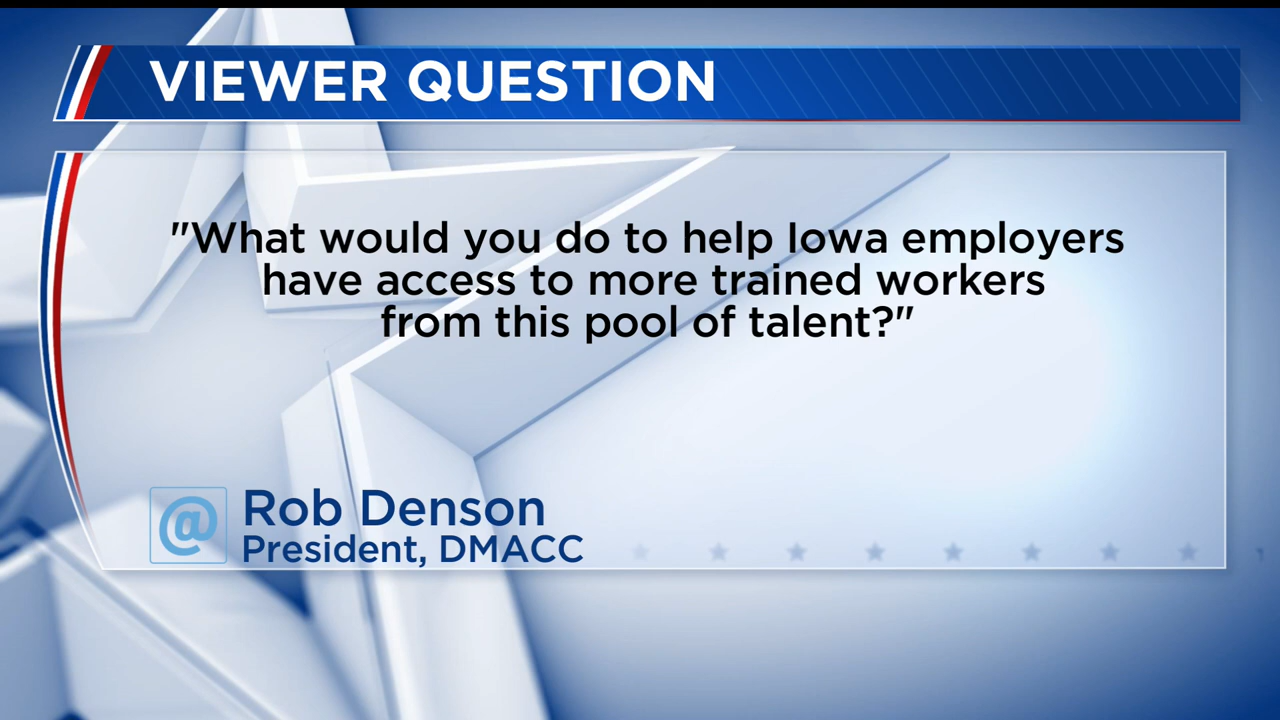 VIEWER QUESTION
"What would you do to help Iowa employers
have access to more trained workers
from this pool of talent?"
@ Rob Denson
President, DMACC